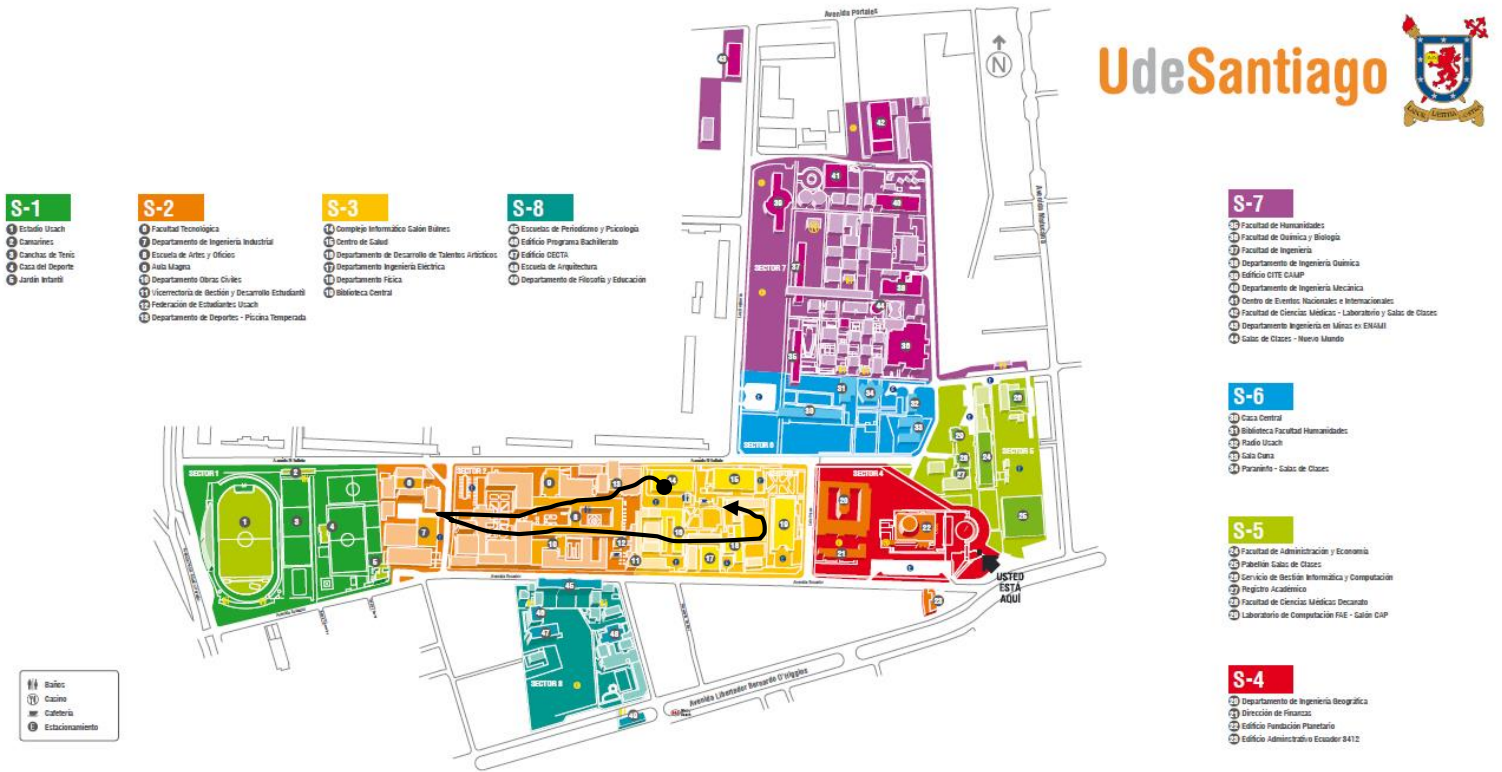 Avenida Portales
N
UdeSantiago
S-1
1 Estadio Usach
2 Camarines
3 Canchas de Tenis
4 Casa del Deporte
5 Jardín Infantil
S-2
6 Facultad Tecnológica
7 Departamento de Ingeniería Industrial
8 Escuela de Artes y Oficios
9 Aula Magna
10 Departamento Obras Civiles
11 Vicerrectoría de Gestión y Desarrollo Estudiantil
12 Federación de Estudiantes Usach
13 Departamento de Deportes - Piscina Temperada
S-3
14 Complejo Informático Salón Bulnes
15 Centro de Salud
16 Departamento de Desarrollo de Talentos Artísticos
17 Departamento Ingeniería Eléctrica
18 Departamento Física
19 Biblioteca Central
S-8
45 Escuelas de Periodismo y Psicología
46 Edificio Programa Bachillerato
47 Edificio CECTA
48 Escuela de Arquitectura
49 Departamento de Filosofía y Educación
S-7
35 Facultad de Humanidades
36 Facultad de Química y Biología
37 Facultad de Ingeniería
38 Departamento de Ingeniería Química
39 Edificio CITE CAMP
40 Departamento de Ingeniería Mecánica
41 Centro de Eventos Nacionales e Internacionales
42 Facultad de Ciencias Médicas - Laboratorio y Salas de Clases
43 Departamento Ingeniería en Minas ex ENAMI
44 Salas de Clases - Nuevo Mundo
S-6
30 Casa Central
31 Biblioteca Facultad Humanidades
32 Radio Usach
33 Sala Cuna
34 Paraninfo - Salas de Clases
S-5
24 Facultad de Administración y Economía
25 Pabellón Salas de Clases
26 Servicio de Gestión Informática y Computación
27 Registro Académico
28 Facultad de Ciencias Médicas Decanato
29 Laboratorio de Computación FAE - Salón CAP
S-4
20 Departamento de Ingeniería Geográfica
21 Dirección de Finanzas
22 Edificio Fundación Planetario
23 Edificio Adminstrativo Ecuador 3412
SECTOR 7
SECTOR 6
SECTOR 5
SECTOR 4
SECTOR 1
SECTOR 2
SECTOR 8
Avenida Ecuador
Avenida Ecuador
Avenida Libertador Bernardo O'Higgins
USTED
ESTÁ
AQUÍ
Baños
Casino
Cafetería
E Estacionamiento